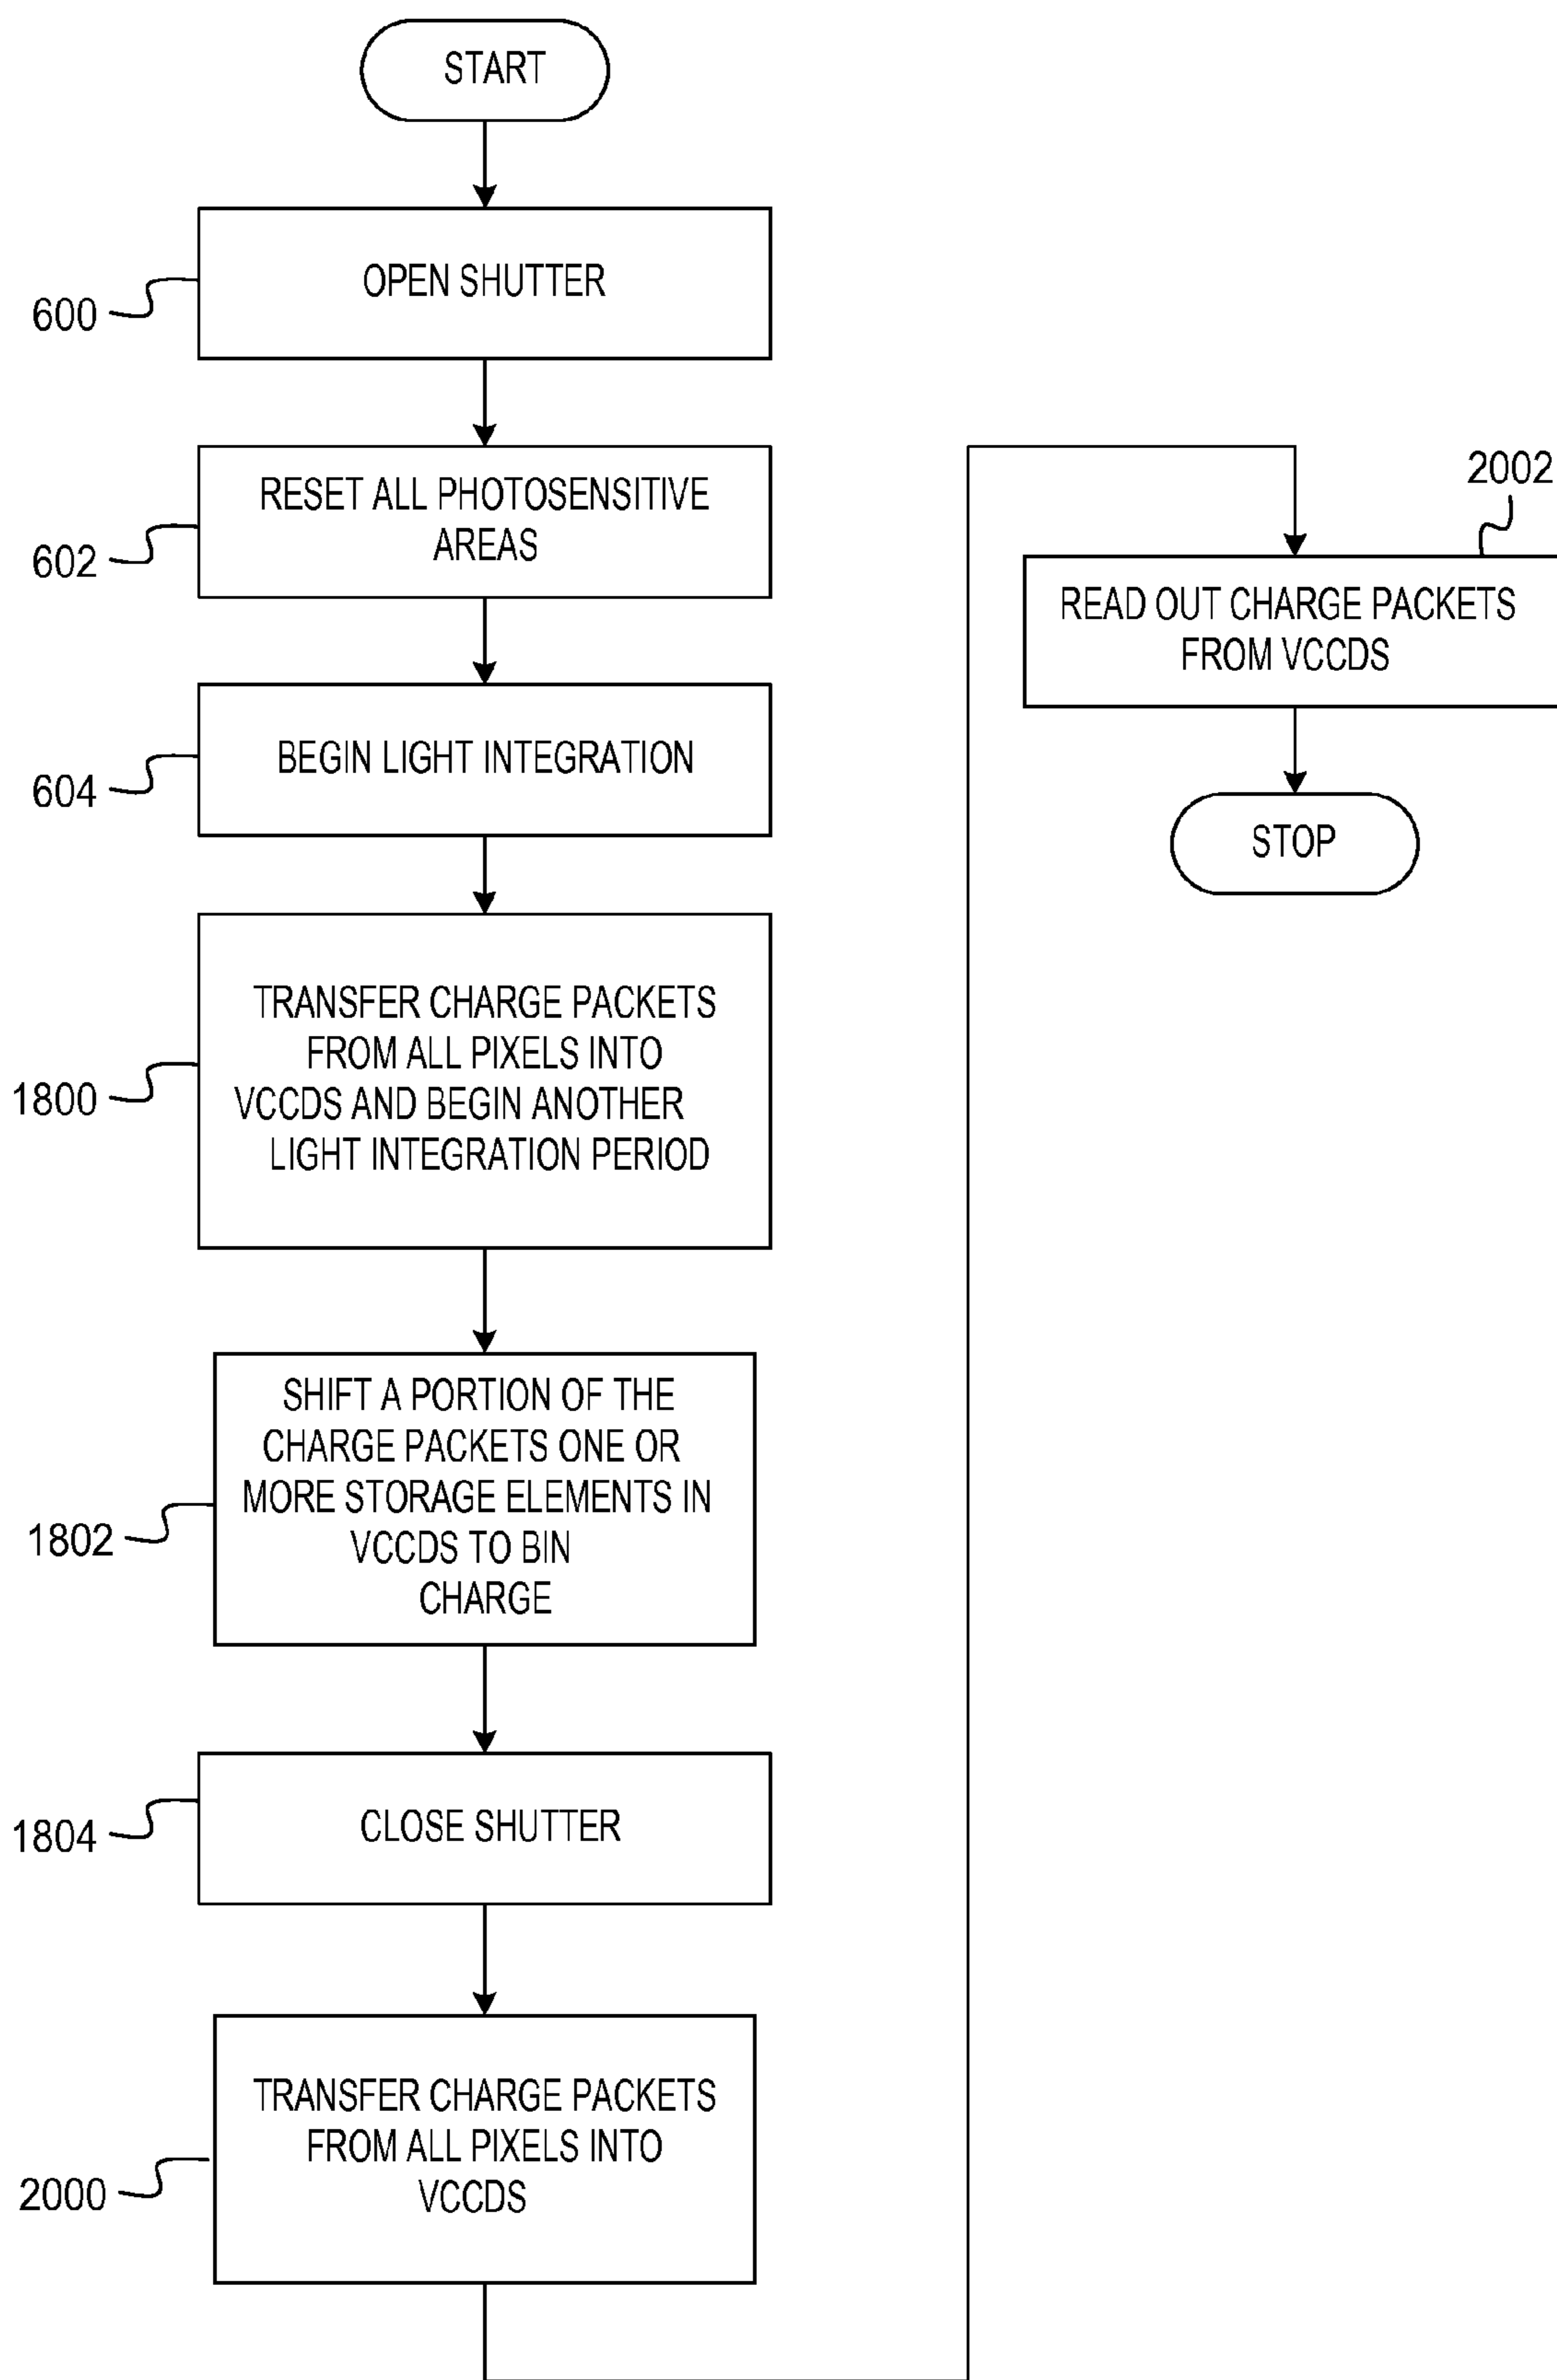 START
OPEN SHUTTER
600
RESET ALL PHOTOSENSITIVE
AREAS
602
BEGIN LIGHT INTEGRATION
604
TRANSFER CHARGE PACKETS
FROM ALL PIXELS INTO
VCCDS AND BEGIN ANOTHER
LIGHT INTEGRATION PERIOD
1800
SHIFT A PORTION OF THE
CHARGE PACKETS ONE OR
MORE STORAGE ELEMENTS IN
VCCDS TO BIN
CHARGE
1802
CLOSE SHUTTER
1804
TRANSFER CHARGE PACKETS
FROM ALL PIXELS INTO
VCCDS
2000
2002
READ OUT CHARGE PACKETS
FROM VCCDS
STOP